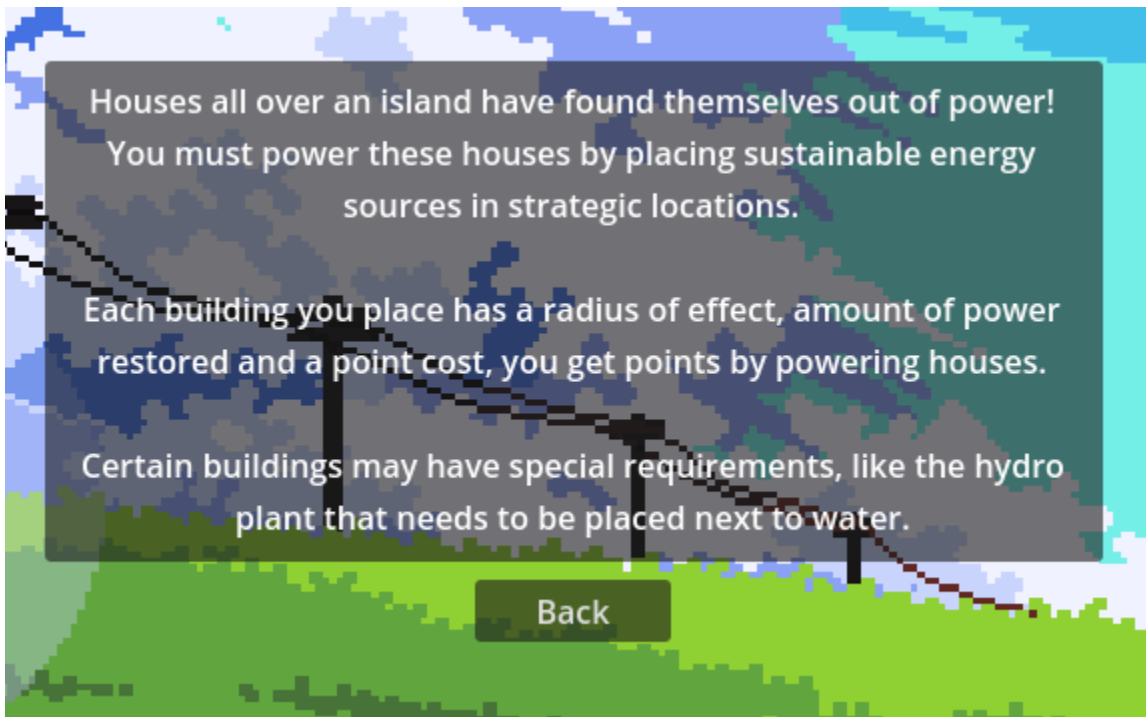 Houses all over an island have found themselves out of power!
You must power these houses by placing sustainable energy
sources in strategic locations.
Each building you place has a radius of effect, amount of power
restored and a point cost, you get points by powering houses.
Certain buildings may have special requirements, like the hydro
plant that needs to be placed next to water.
Back